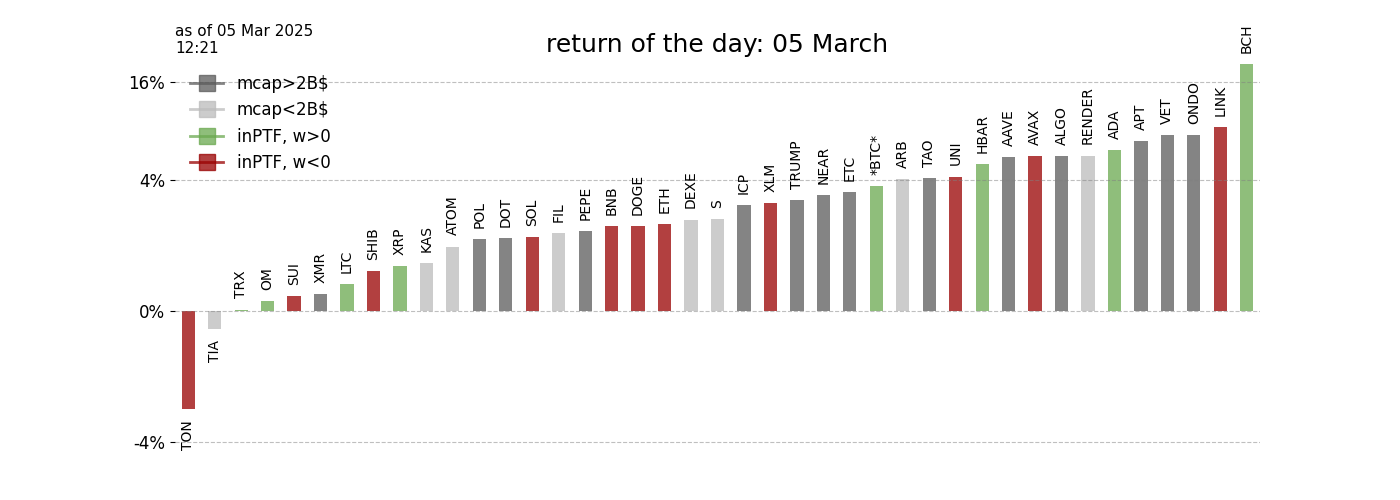 as of 05 Mar 2025
12:21
return of the day: 05 March
mcap>2B$
mcap<2B$
inPTF, w>0
inPTF, w<0
16%
4%
0%
-4%
TON
TIA
TRX
OM
SUI
XMR
LTC
SHIB
XRP
KAS
ATOM
POL
DOT
SOL
FIL
PEPE
BNB
DOGE
ETH
DEXE
S
ICP
XLM
TRUMP
NEAR
ETC
*BTC*
ARB
TAO
UNI
HBAR
AAVE
AVAX
ALGO
RENDER
ADA
APT
VET
ONDO
LINK
BCH